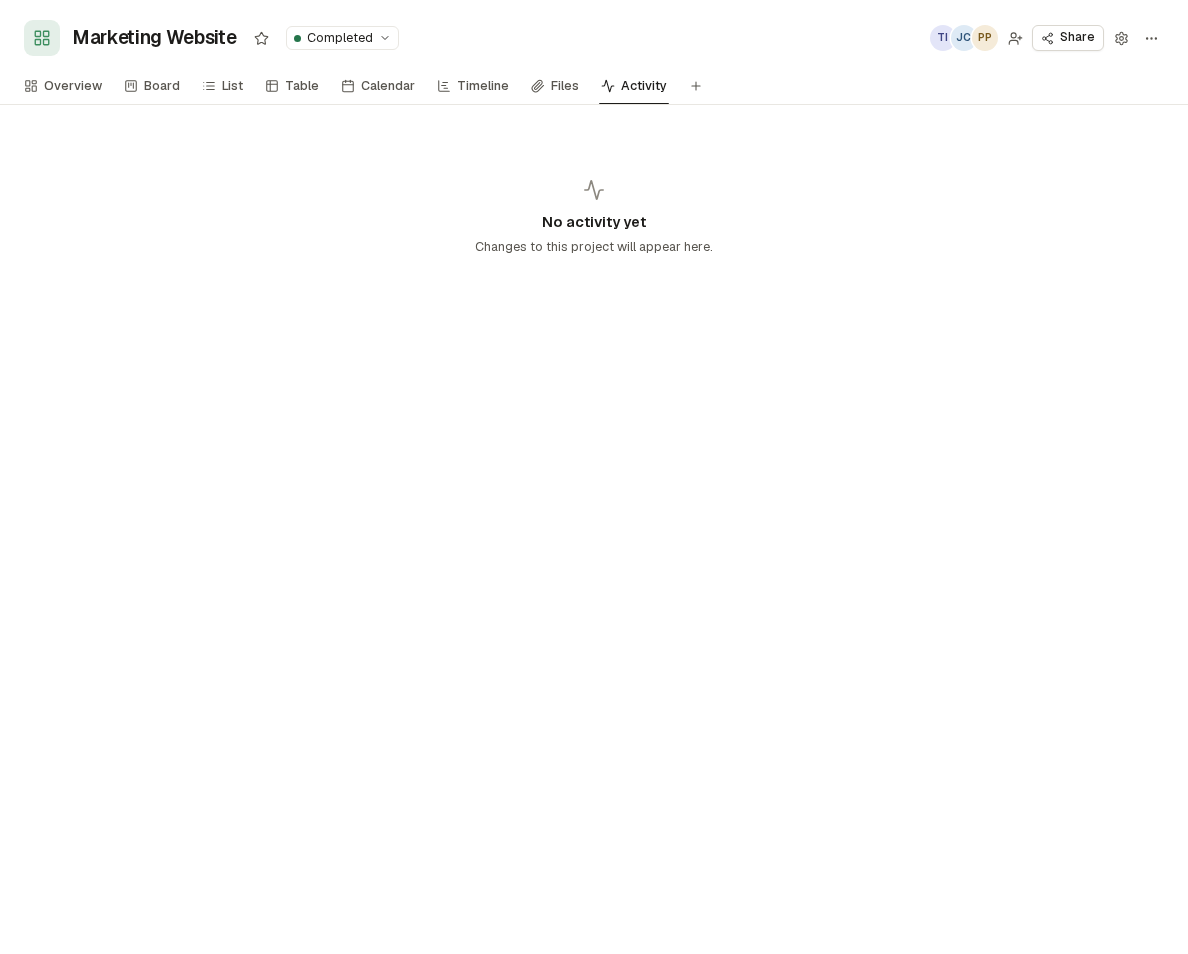 Marketing Website
Completed
TI JC PP
Share
Overview Board List Table Calendar Timeline Files Activity
No activity yet
Changes to this project will appear here.